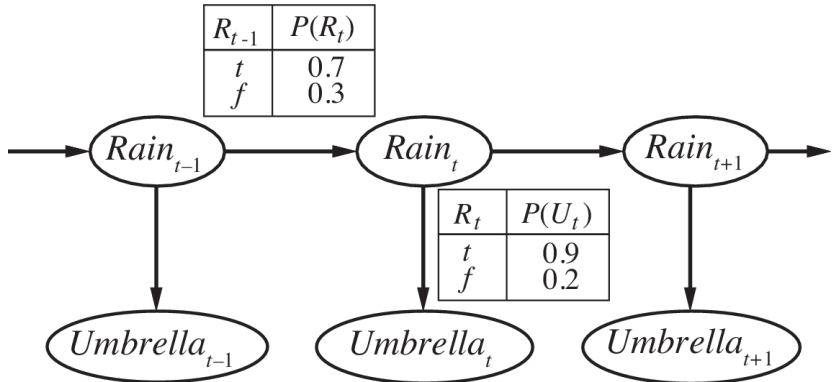 R_{t-1} P(R_t)
t 0.7
f 0.3
Rain_{t–1} Rain_t Rain_{t+1}
R_t P(U_t)
t 0.9
f 0.2
Umbrella_{t–1} Umbrella_t Umbrella_{t+1}